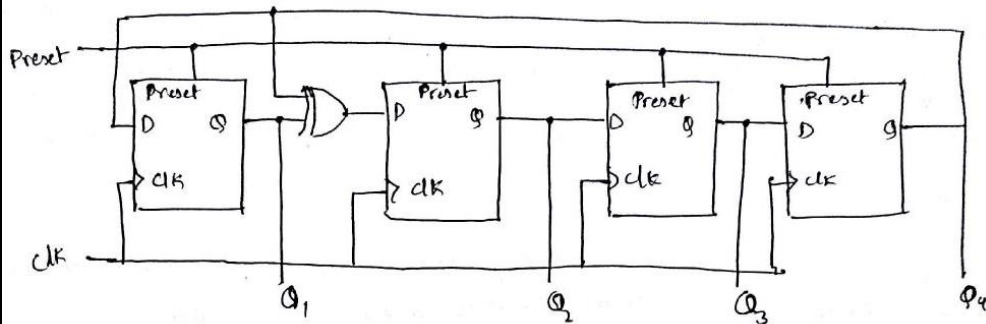 Preset
Preset Preset Preset Preset
D Q D Q D Q D Q
clk clk clk clk
clk
Q1 Q2 Q3 Q4